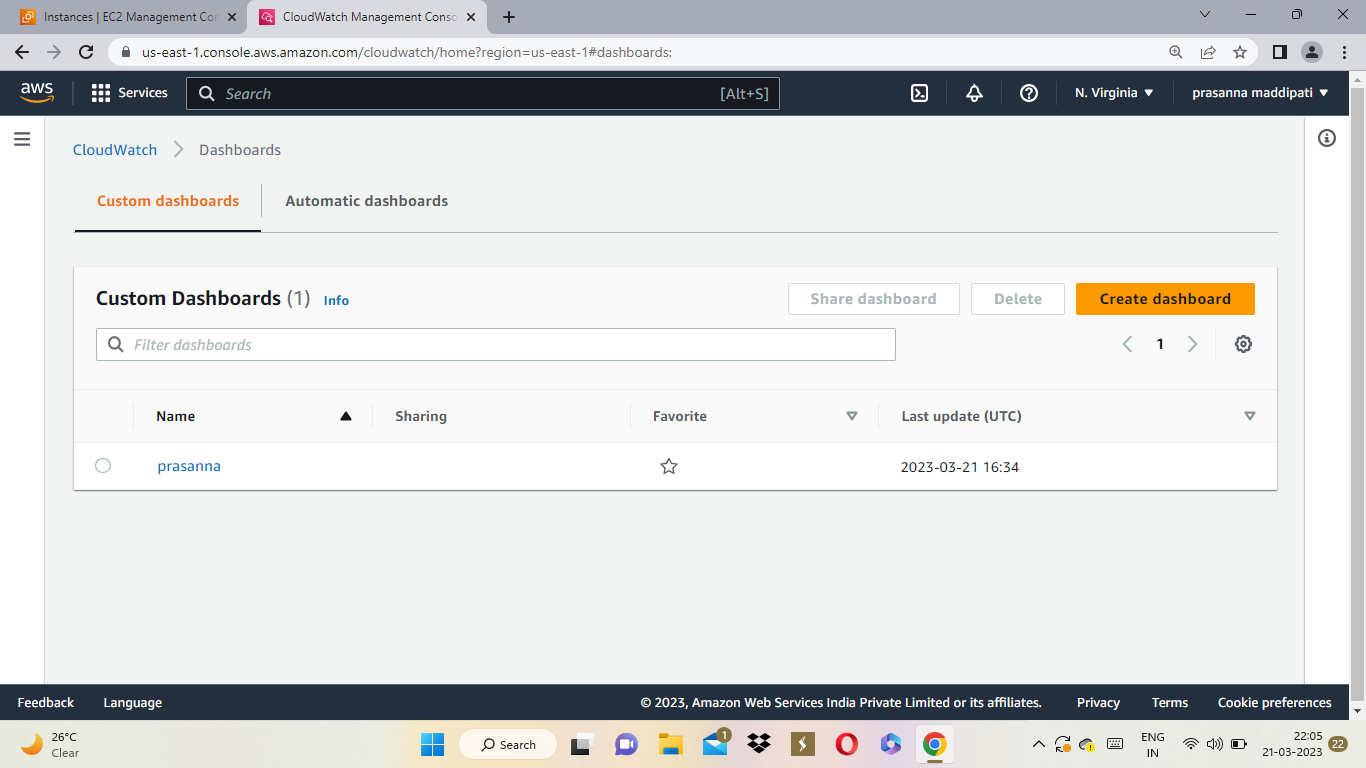 Instances | EC2 Management Con
CloudWatch Management Conso
us-east-1.console.aws.amazon.com/cloudwatch/home?region=us-east-1#dashboards:
aws
Services
Search
[Alt+S]
N. Virginia
prasanna maddipati
CloudWatch
Dashboards
Custom dashboards
Automatic dashboards
Custom Dashboards (1) Info
Share dashboard
Delete
Create dashboard
Filter dashboards
1
Name
Sharing
Favorite
Last update (UTC)
prasanna
2023-03-21 16:34
Feedback
Language
© 2023, Amazon Web Services India Private Limited or its affiliates.
Privacy
Terms
Cookie preferences
26°C
Clear
Search
1
ENG
IN
22:05
21-03-2023
22